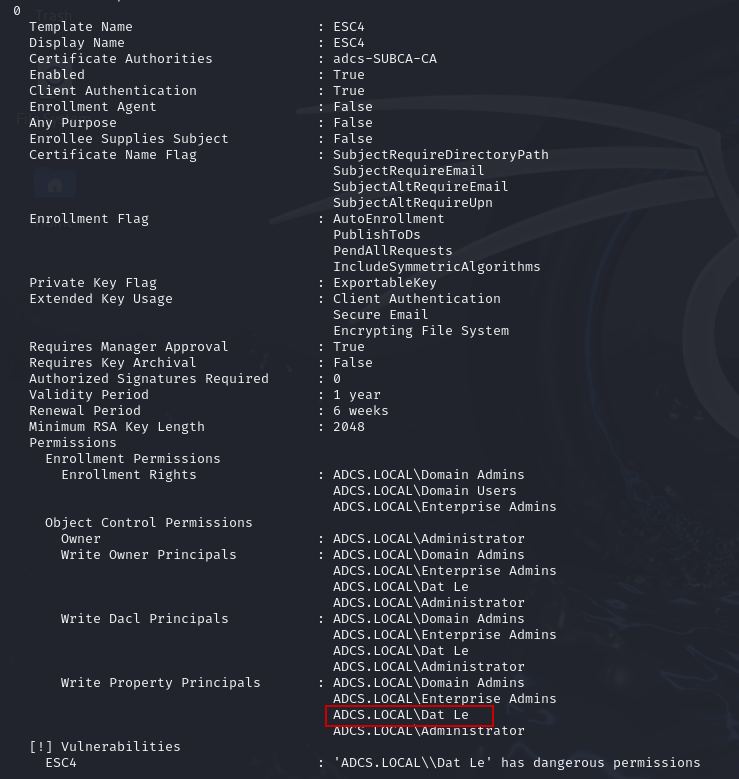 0
Template Name : ESC4
Display Name : ESC4
Certificate Authorities : adcs-SUBCA-CA
Enabled : True
Client Authentication : True
Enrollment Agent : False
Any Purpose : False
Enrollee Supplies Subject : False
Certificate Name Flag : SubjectRequireDirectoryPath
SubjectRequireEmail
SubjectAltRequireEmail
SubjectAltRequireUpn
Enrollment Flag : AutoEnrollment
PublishToDs
PendAllRequests
IncludeSymmetricAlgorithms
Private Key Flag : ExportableKey
Extended Key Usage : Client Authentication
Secure Email
Encrypting File System
Requires Manager Approval : True
Requires Key Archival : False
Authorized Signatures Required : 0
Validity Period : 1 year
Renewal Period : 6 weeks
Minimum RSA Key Length : 2048
Permissions
Enrollment Permissions
Enrollment Rights : ADCS.LOCAL\Domain Admins
ADCS.LOCAL\Domain Users
ADCS.LOCAL\Enterprise Admins
Object Control Permissions
Owner : ADCS.LOCAL\Administrator
Write Owner Principals : ADCS.LOCAL\Domain Admins
ADCS.LOCAL\Enterprise Admins
ADCS.LOCAL\Dat Le
ADCS.LOCAL\Administrator
Write Dacl Principals : ADCS.LOCAL\Domain Admins
ADCS.LOCAL\Enterprise Admins
ADCS.LOCAL\Dat Le
ADCS.LOCAL\Administrator
Write Property Principals : ADCS.LOCAL\Domain Admins
ADCS.LOCAL\Enterprise Admins
ADCS.LOCAL\Dat Le
ADCS.LOCAL\Administrator
[!] Vulnerabilities
ESC4 : 'ADCS.LOCAL\\Dat Le' has dangerous permissions